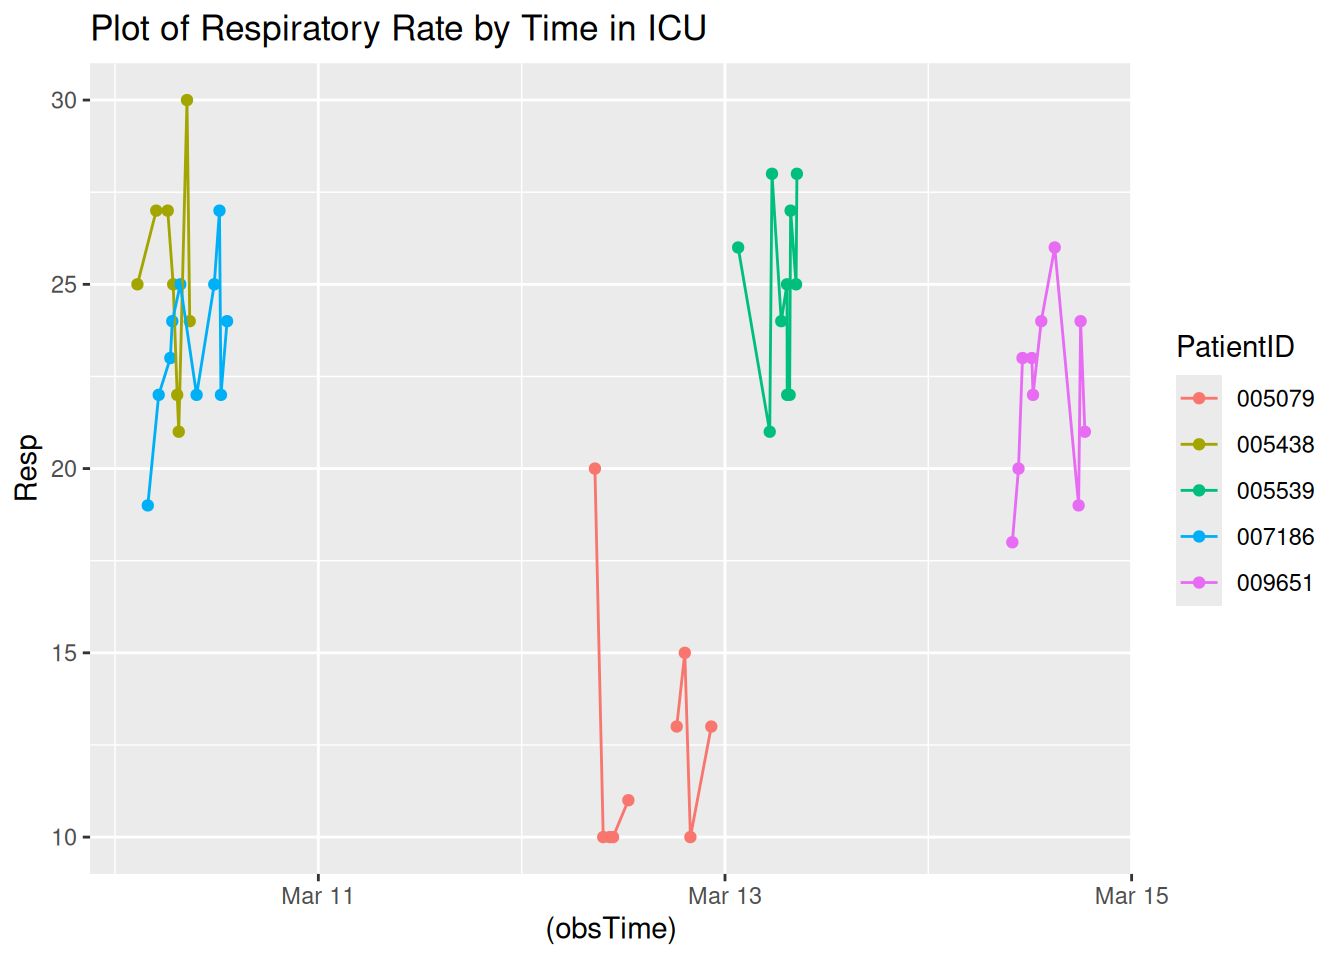 Plot of Respiratory Rate by Time in ICU
30
25
20
15
10
Resp
Mar 11
Mar 13
Mar 15
(obsTime)
PatientID
005079
005438
005539
007186
009651